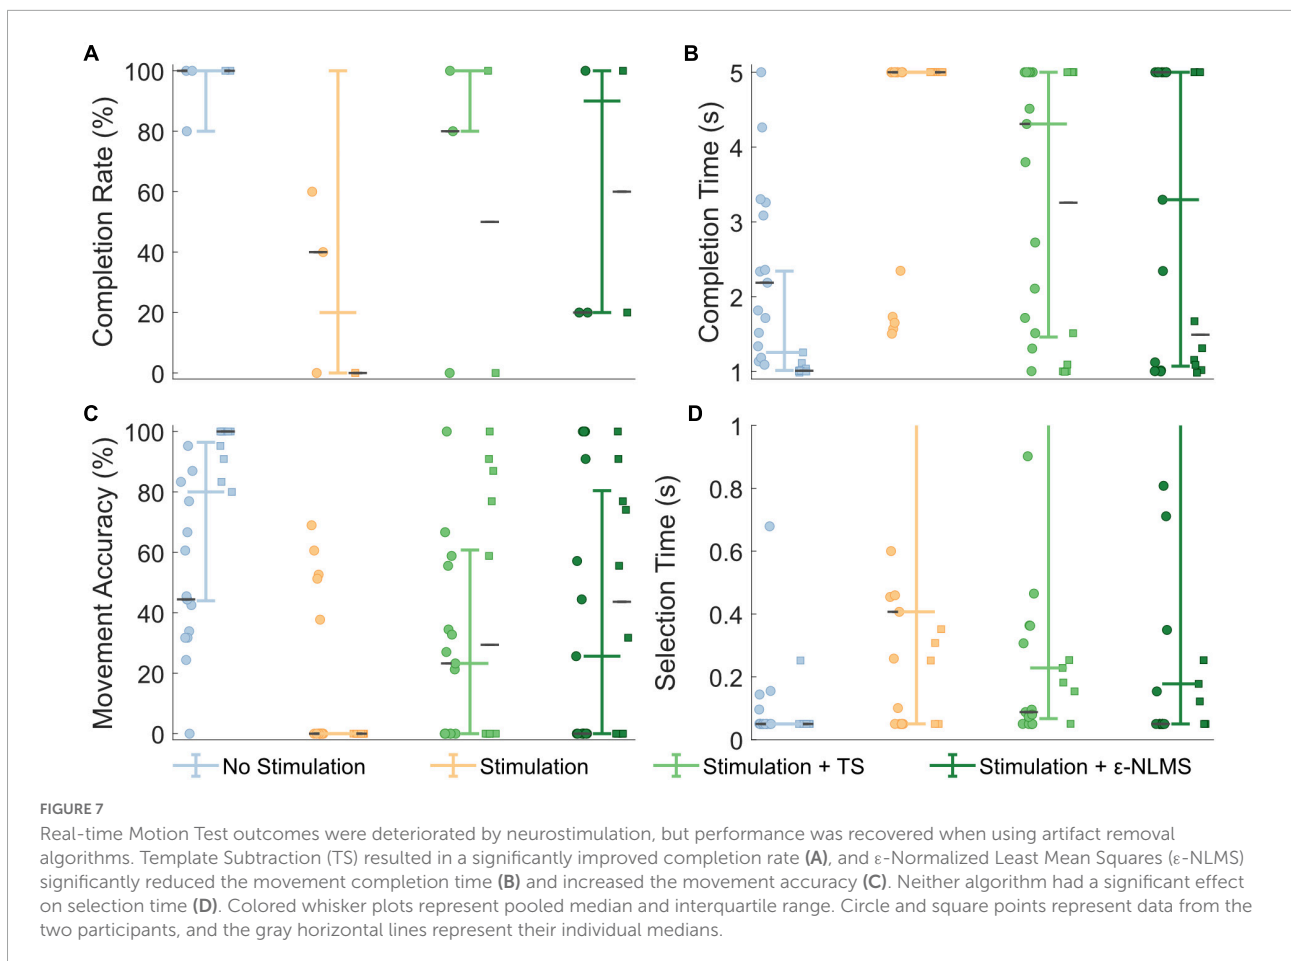 A
Completion Rate (%)
100
80
60
40
20
0
B
Completion Time (s)
5
4
3
2
1
C
Movement Accuracy (%)
100
80
60
40
20
0
D
Selection Time (s)
1
0.8
0.6
0.4
0.2
0
No Stimulation
Stimulation
Stimulation + TS
Stimulation + ε-NLMS
FIGURE 7
Real-time Motion Test outcomes were deteriorated by neurostimulation, but performance was recovered when using artifact removal
algorithms. Template Subtraction (TS) resulted in a significantly improved completion rate (A), and ε-Normalized Least Mean Squares (ε-NLMS)
significantly reduced the movement completion time (B) and increased the movement accuracy (C). Neither algorithm had a significant effect
on selection time (D). Colored whisker plots represent pooled median and interquartile range. Circle and square points represent data from the
two participants, and the gray horizontal lines represent their individual medians.